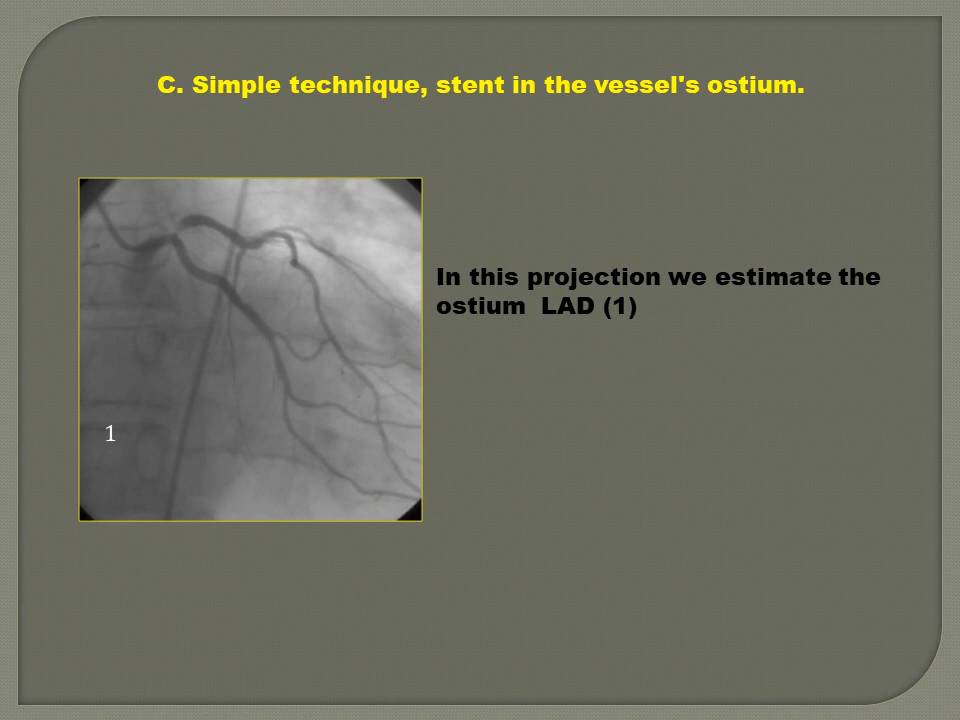 C. Simple technique, stent in the vessel's ostium.
In this projection we estimate the
ostium LAD (1)
1